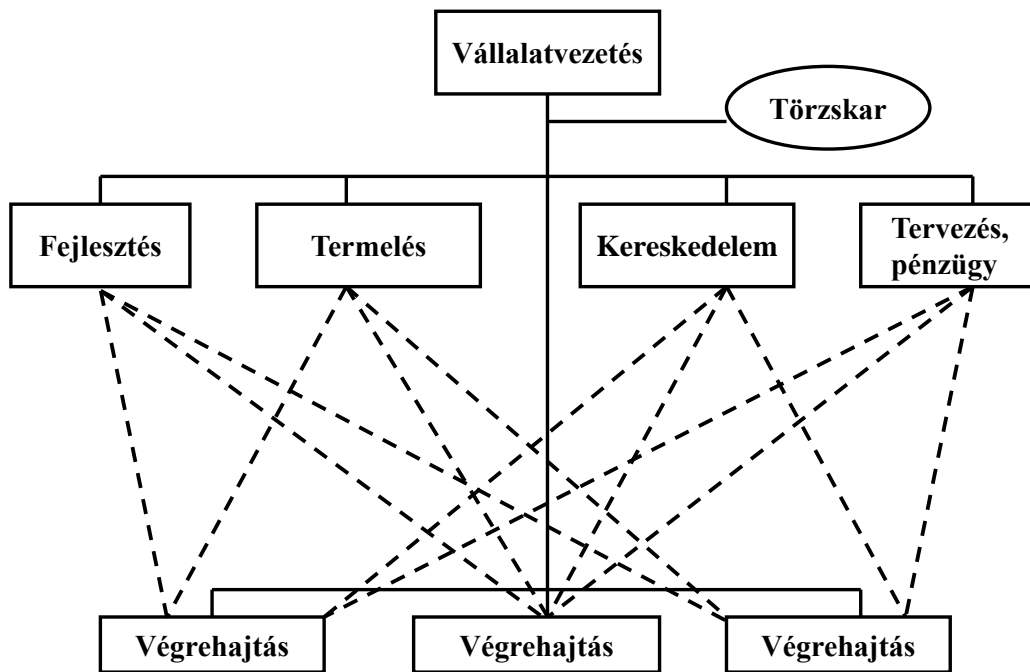 Vállalatvezetés
Törzskar
Fejlesztés
Termelés
Kereskedelem
Tervezés,
pénzügy
Végrehajtás
Végrehajtás
Végrehajtás